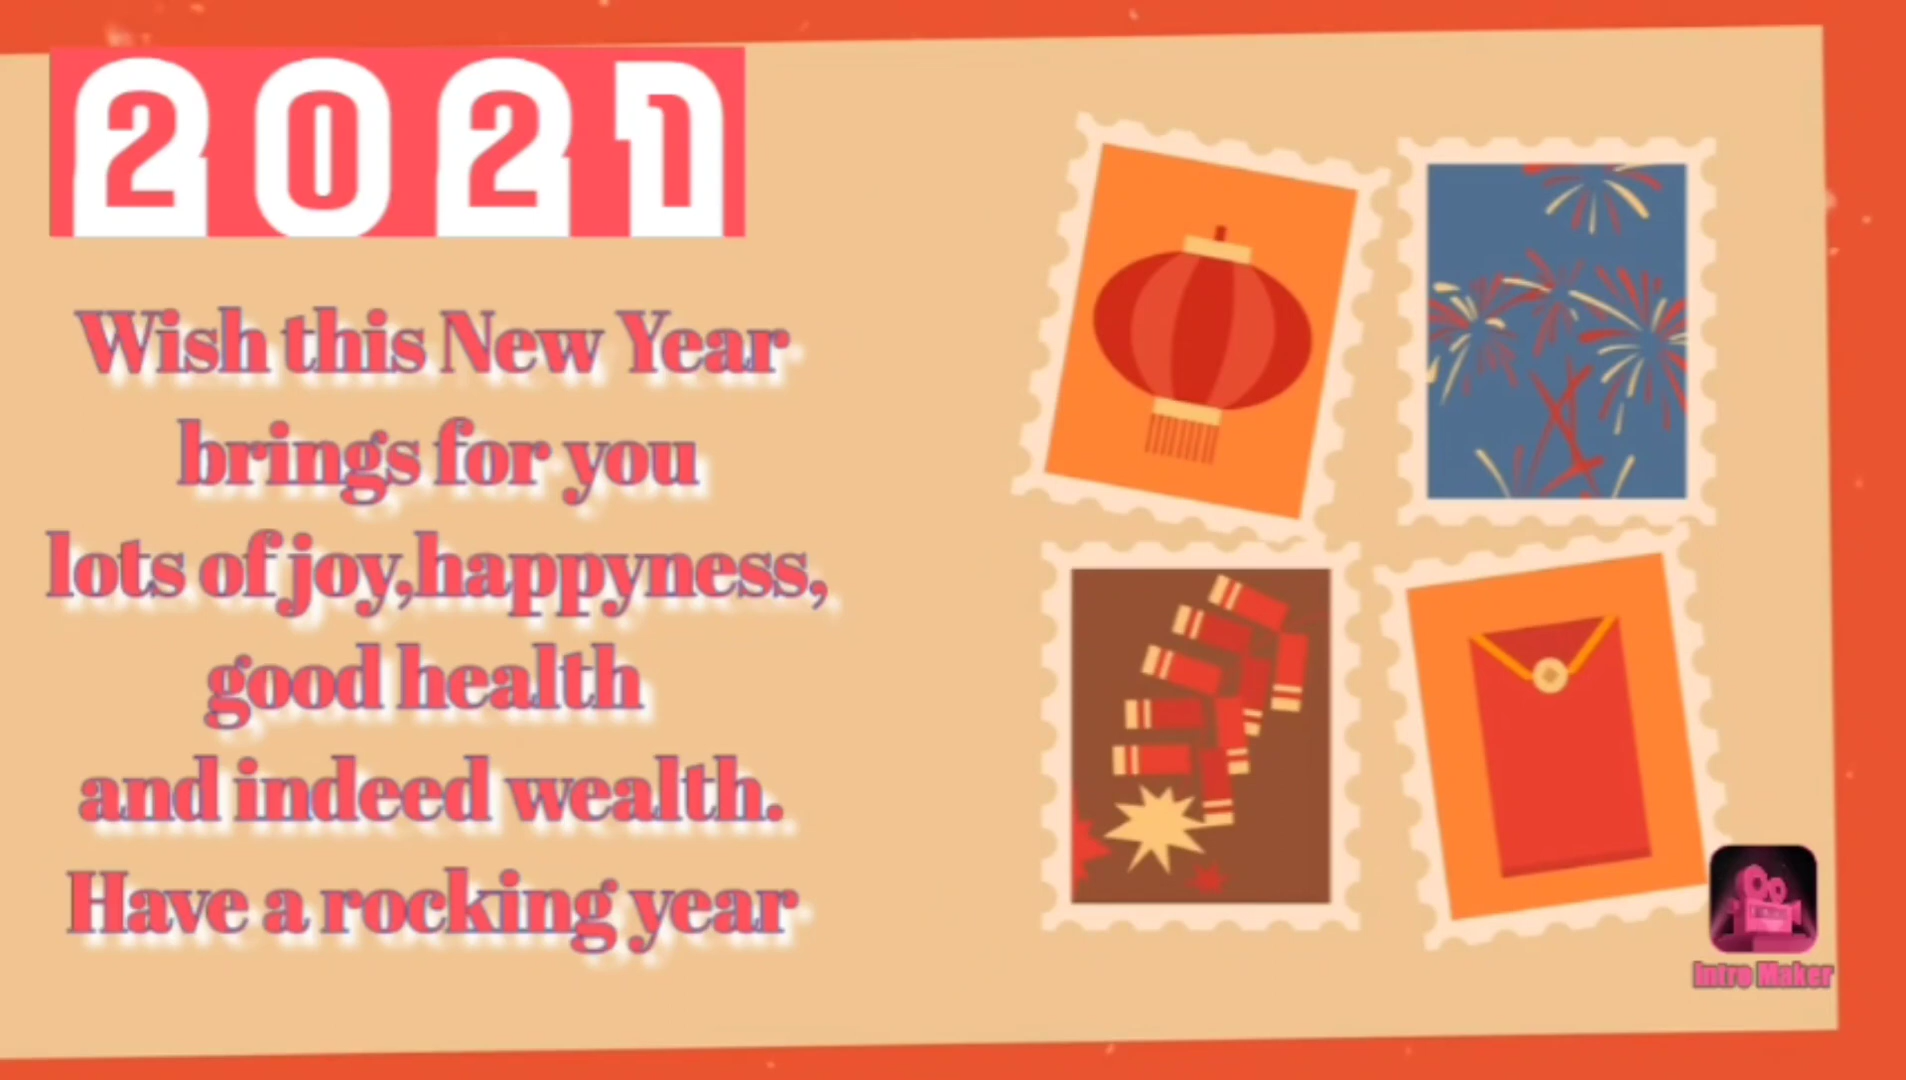 2021
Wish this New Year
brings for you
lots of joy,happyness,
good health
and indeed wealth.
Have a rocking year
Intro Maker